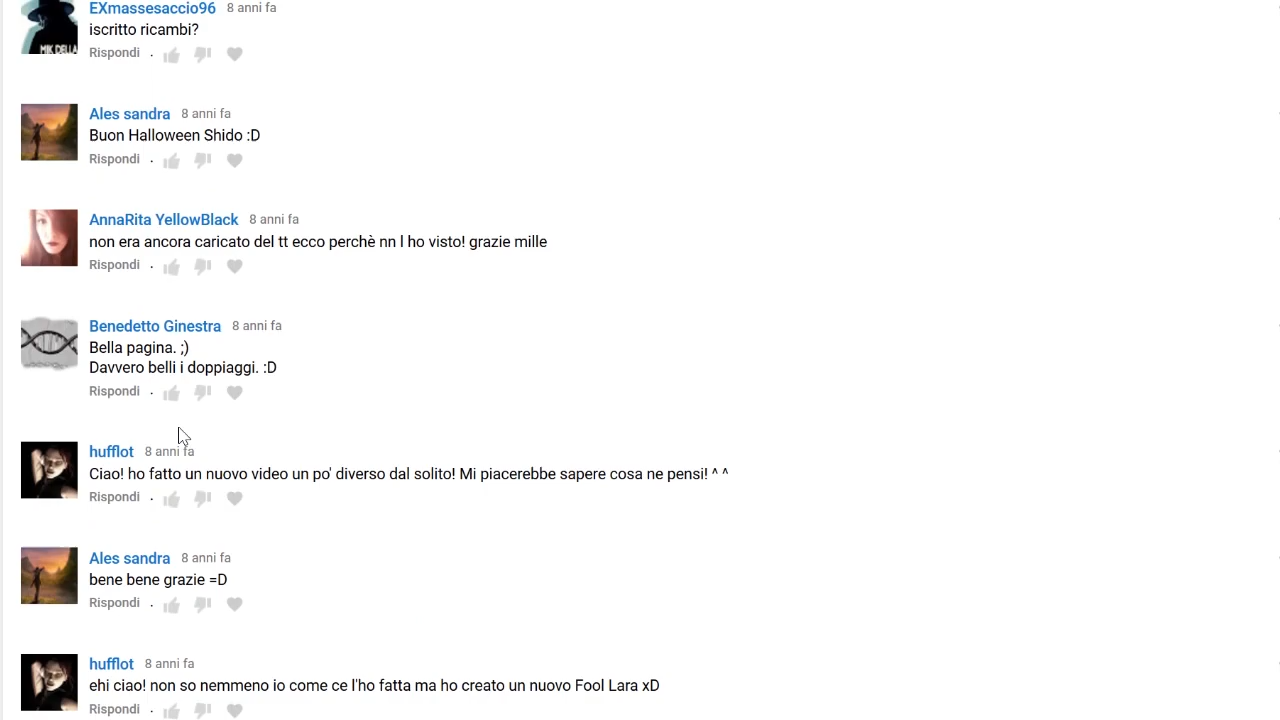 EXmassesaccio96 8 anni fa
iscritto ricambi?
Rispondi .
MIK DELLA
Ales sandra 8 anni fa
Buon Halloween Shido :D
Rispondi .
AnnaRita YellowBlack 8 anni fa
non era ancora caricato del tt ecco perchè nn l ho visto! grazie mille
Rispondi .
Benedetto Ginestra 8 anni fa
Bella pagina. ;)
Davvero belli i doppiaggi. :D
Rispondi .
hufflot 8 anni fa
Ciao! ho fatto un nuovo video un po' diverso dal solito! Mi piacerebbe sapere cosa ne pensi! ^ ^
Rispondi .
Ales sandra 8 anni fa
bene bene grazie =D
Rispondi .
hufflot 8 anni fa
ehi ciao! non so nemmeno io come ce l'ho fatta ma ho creato un nuovo Fool Lara xD
Rispondi .